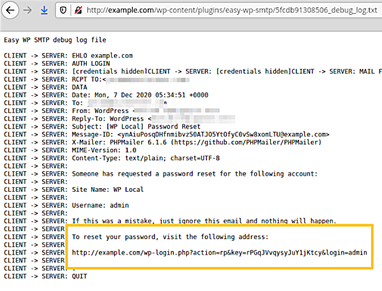 http://example.com/wp-content/plugins/easy-wp-smtp/5fcdb91308506_debug_log.txt
Easy WP SMTP debug log file
CLIENT -> SERVER: EHLO example.com
CLIENT -> SERVER: AUTH LOGIN
CLIENT -> SERVER: [credentials hidden]CLIENT -> SERVER: [credentials hidden]CLIENT -> SERVER: MAIL F
CLIENT -> SERVER: RCPT TO:<
CLIENT -> SERVER: DATA
CLIENT -> SERVER: Date: Mon, 7 Dec 2020 05:34:51 +0000
CLIENT -> SERVER: To:
CLIENT -> SERVER: From: WordPress <
CLIENT -> SERVER: Reply-To: WordPress <
CLIENT -> SERVER: Subject: [WP Local] Password Reset
CLIENT -> SERVER: Message-ID: <ynAiuPosqDHfnmibvz5OATJO5YtOfyC0vSw8xomLTU@example.com>
CLIENT -> SERVER: X-Mailer: PHPMailer 6.1.6 (https://github.com/PHPMailer/PHPMailer)
CLIENT -> SERVER: MIME-Version: 1.0
CLIENT -> SERVER: Content-Type: text/plain; charset=UTF-8
CLIENT -> SERVER:
CLIENT -> SERVER: Someone has requested a password reset for the following account:
CLIENT -> SERVER:
CLIENT -> SERVER: Site Name: WP Local
CLIENT -> SERVER:
CLIENT -> SERVER: Username: admin
CLIENT -> SERVER:
CLIENT -> SERVER: If this was a mistake, just ignore this email and nothing will happen.
CLIENT -> SERVER:
CLIENT -> SERVER: To reset your password, visit the following address:
CLIENT -> SERVER:
CLIENT -> SERVER: http://example.com/wp-login.php?action=rp&key=rPGqJVvqysyJuY1jKtcy&login=admin
CLIENT -> SERVER:
CLIENT -> SERVER:
CLIENT -> SERVER: QUIT